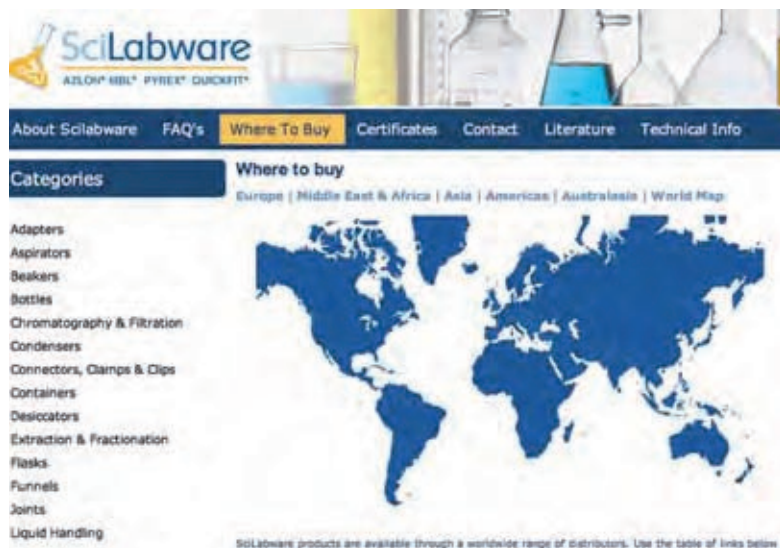 SciLabware
AZLON® MBL® PYREX® QUICKFIT®
About Scilabware FAQ's Where To Buy Certificates Contact Literature Technical Info
Categories
Where to buy
Europe | Middle East & Africa | Asia | Americas | Australasia | World Map
Adapters
Aspirators
Beakers
Bottles
Chromatography & Filtration
Condensers
Connectors, Clamps & Clips
Containers
Desiccators
Extraction & Fractionation
Flasks
Funnels
Joints
Liquid Handling
SciLabware products are available through a worldwide range of distributors. Use the table of links below